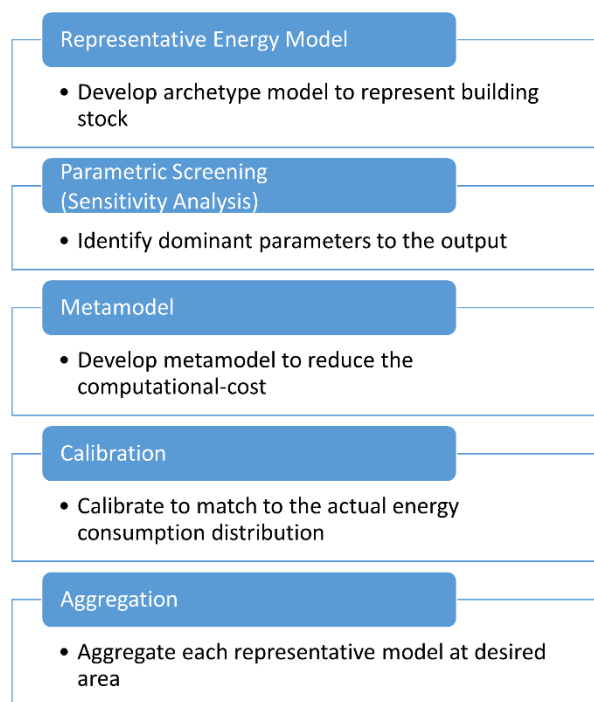 Representative Energy Model
• Develop archetype model to represent building
stock
Parametric Screening
(Sensitivity Analysis)
• Identify dominant parameters to the output
Metamodel
• Develop metamodel to reduce the
computational-cost
Calibration
• Calibrate to match to the actual energy
consumption distribution
Aggregation
• Aggregate each representative model at desired
area